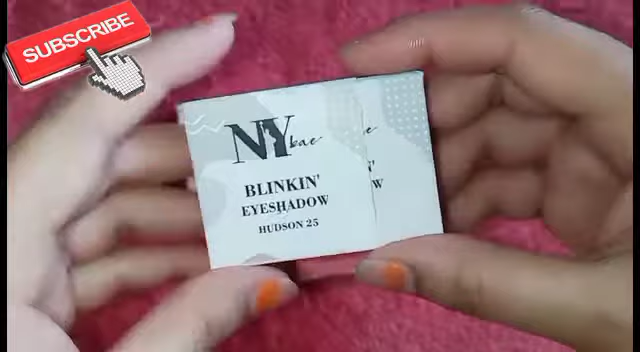 SUBSCRIBE
NY bae
BLINKIN'
EYESHADOW
HUDSON 25
e
Y'
W